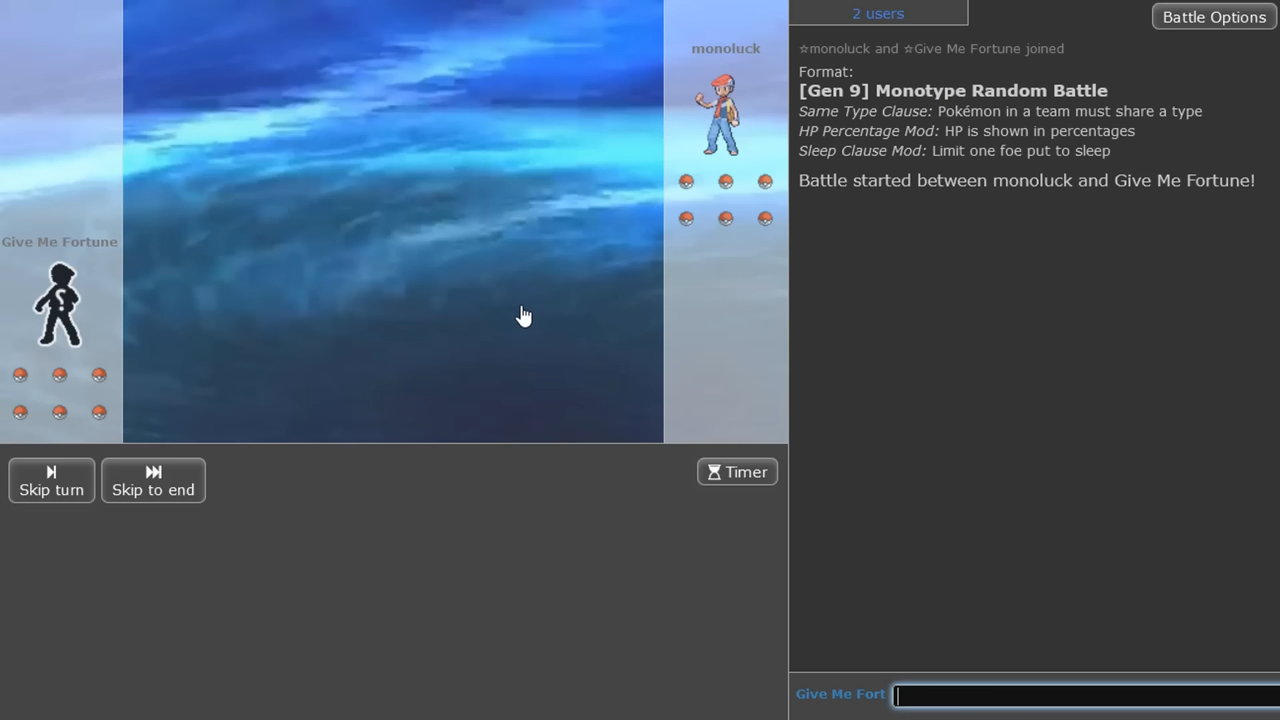 2 users
Battle Options
monoluck
☆monoluck and ☆Give Me Fortune joined
Format:
[Gen 9] Monotype Random Battle
Same Type Clause: Pokémon in a team must share a type
HP Percentage Mod: HP is shown in percentages
Sleep Clause Mod: Limit one foe put to sleep
Battle started between monoluck and Give Me Fortune!
Give Me Fortune
Skip turn
Skip to end
Timer
Give Me Fort